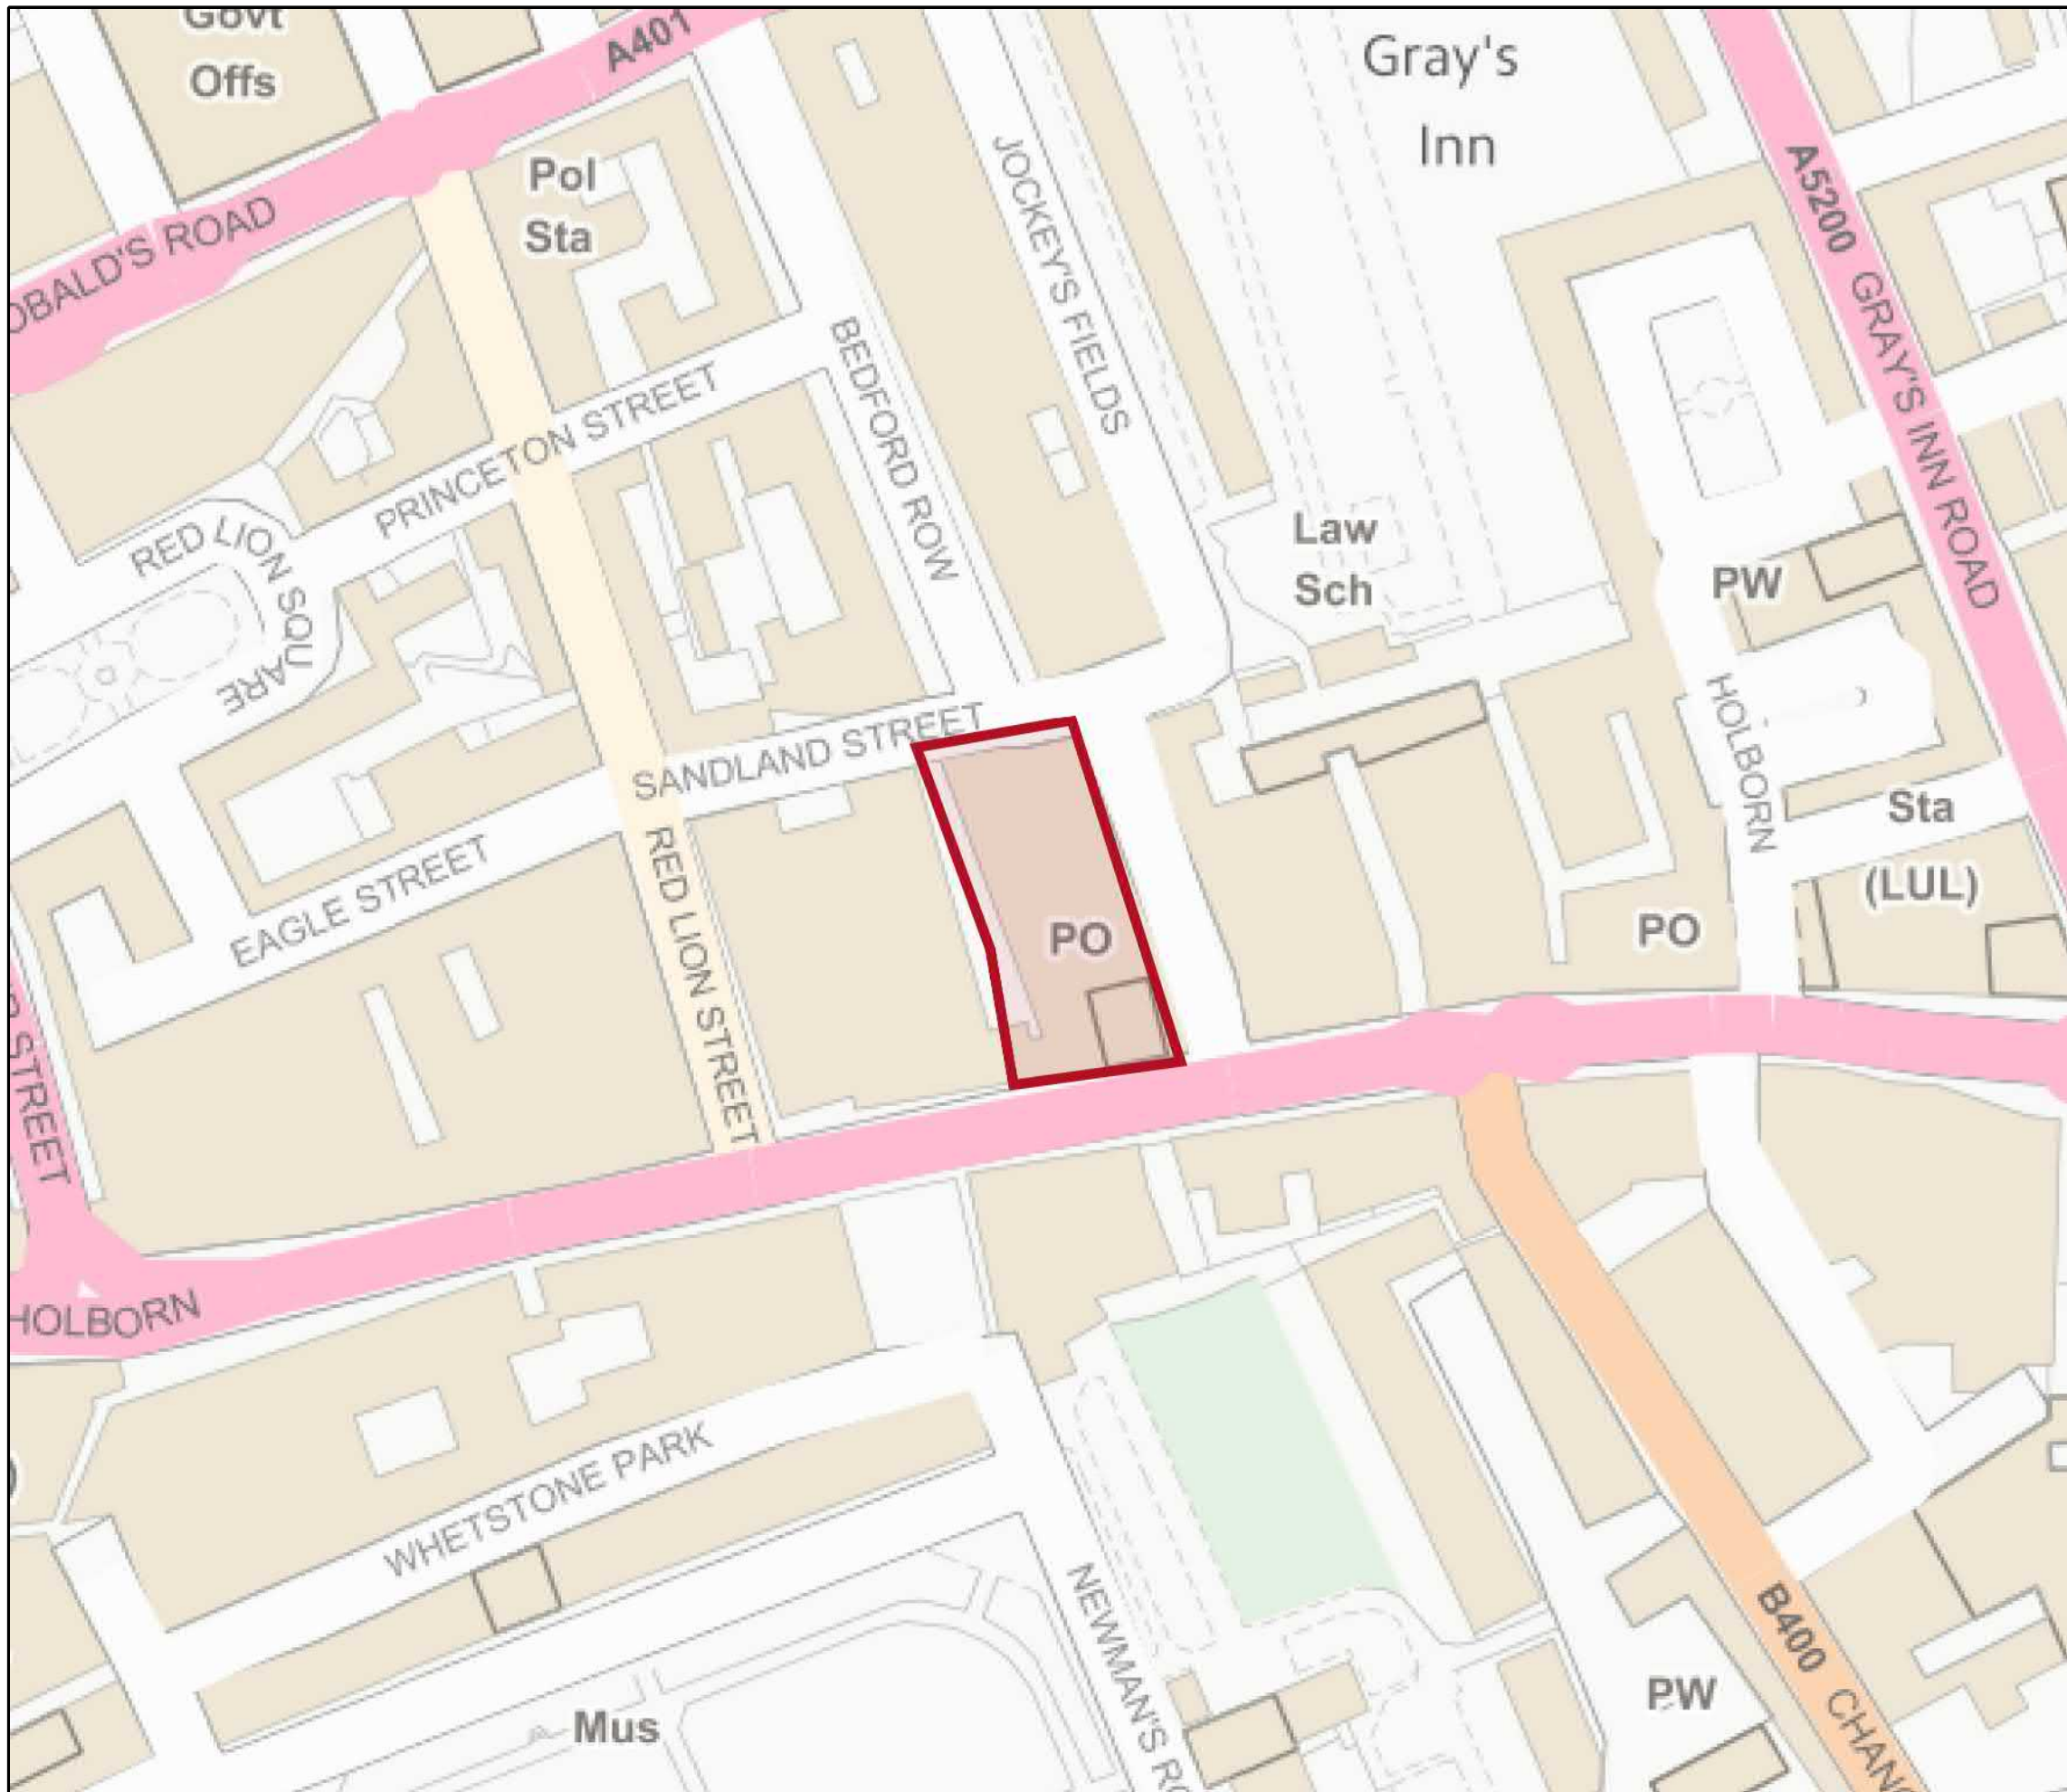 Govt
Offs
A401
Gray's
Inn
A5200
GRAY'S INN ROAD
OBALD'S ROAD
Pol
Sta
JOCKEY'S FIELDS
BEDFORD ROW
PRINCETON STREET
RED LION SQUARE
Law
Sch
PW
HOLBORN
SANDLAND STREET
EAGLE STREET
RED LION STREET
PO
PO
Sta
(LUL)
STREET
HOLBORN
WHETSTONE PARK
NEWMAN'S RO
Mus
B400
CHANC
PW